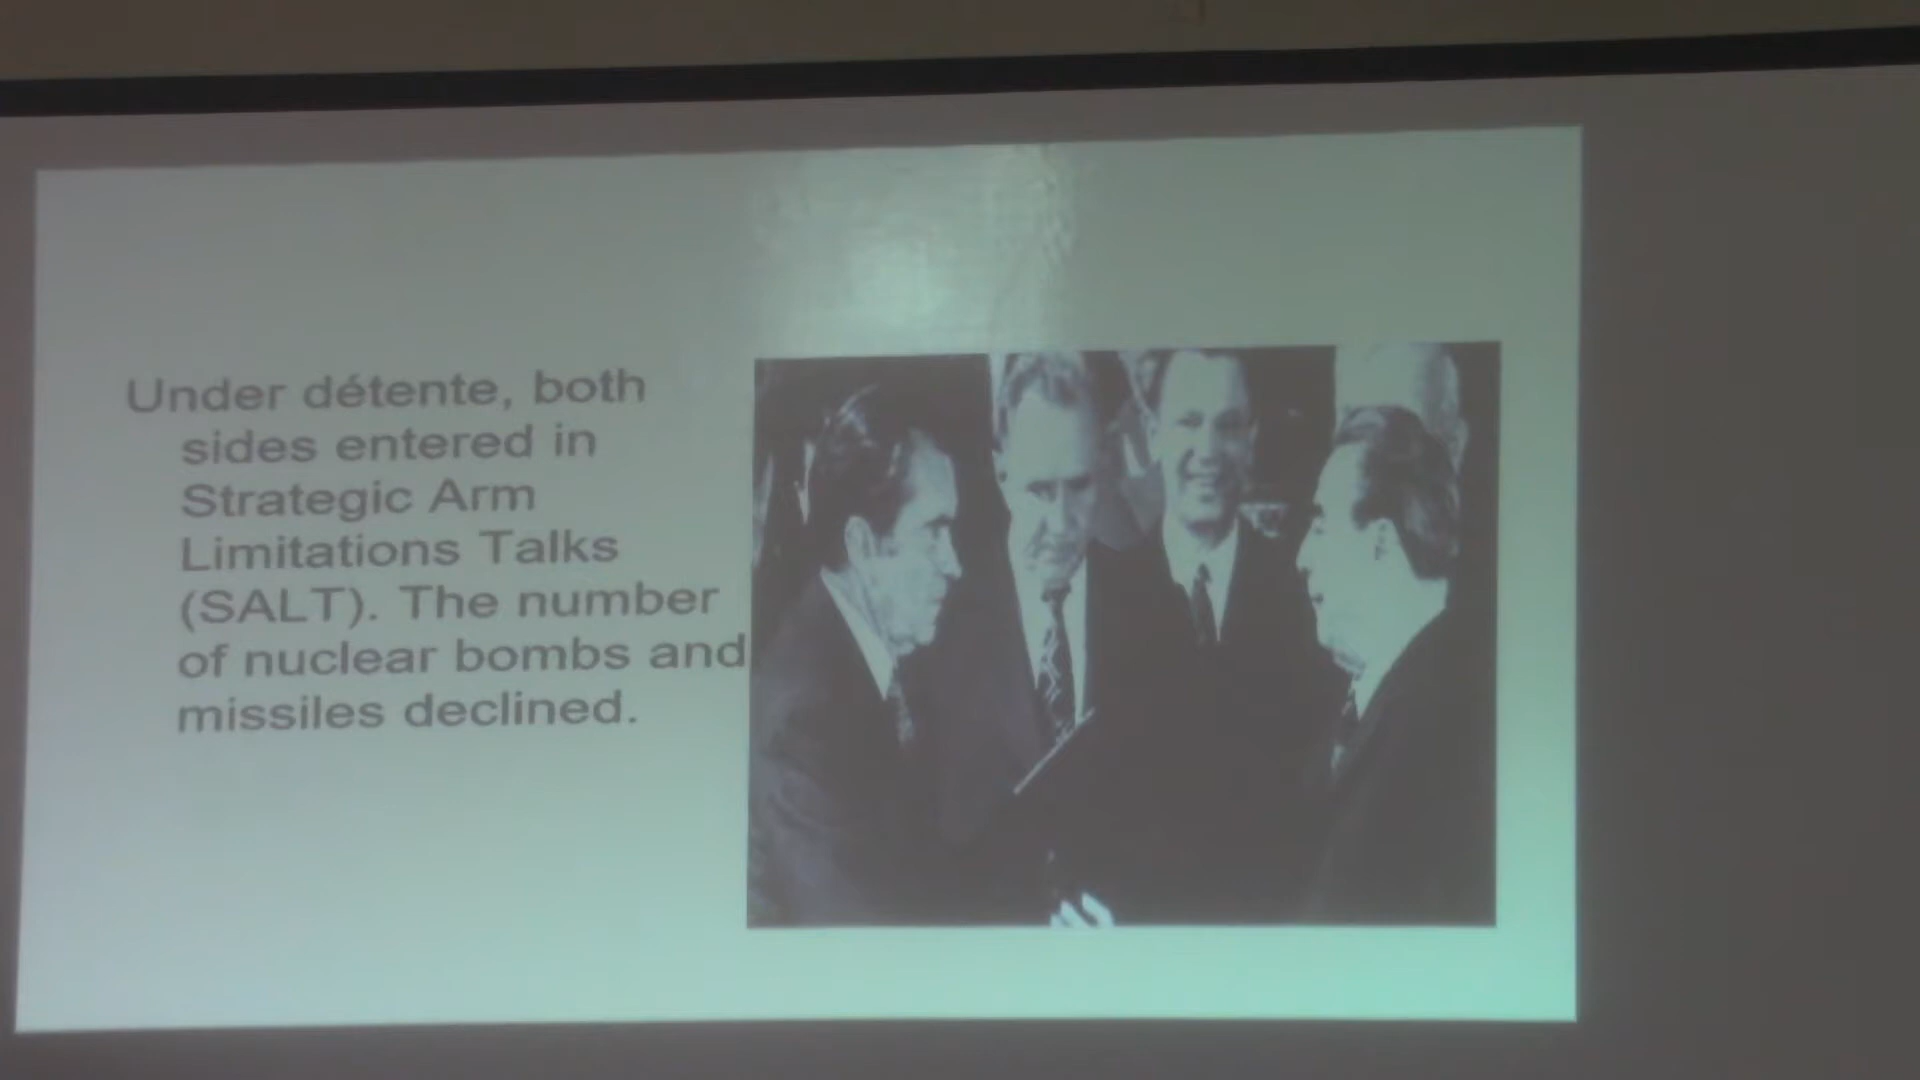 Under détente, both
sides entered in
Strategic Arm
Limitations Talks
(SALT). The number
of nuclear bombs and
missiles declined.